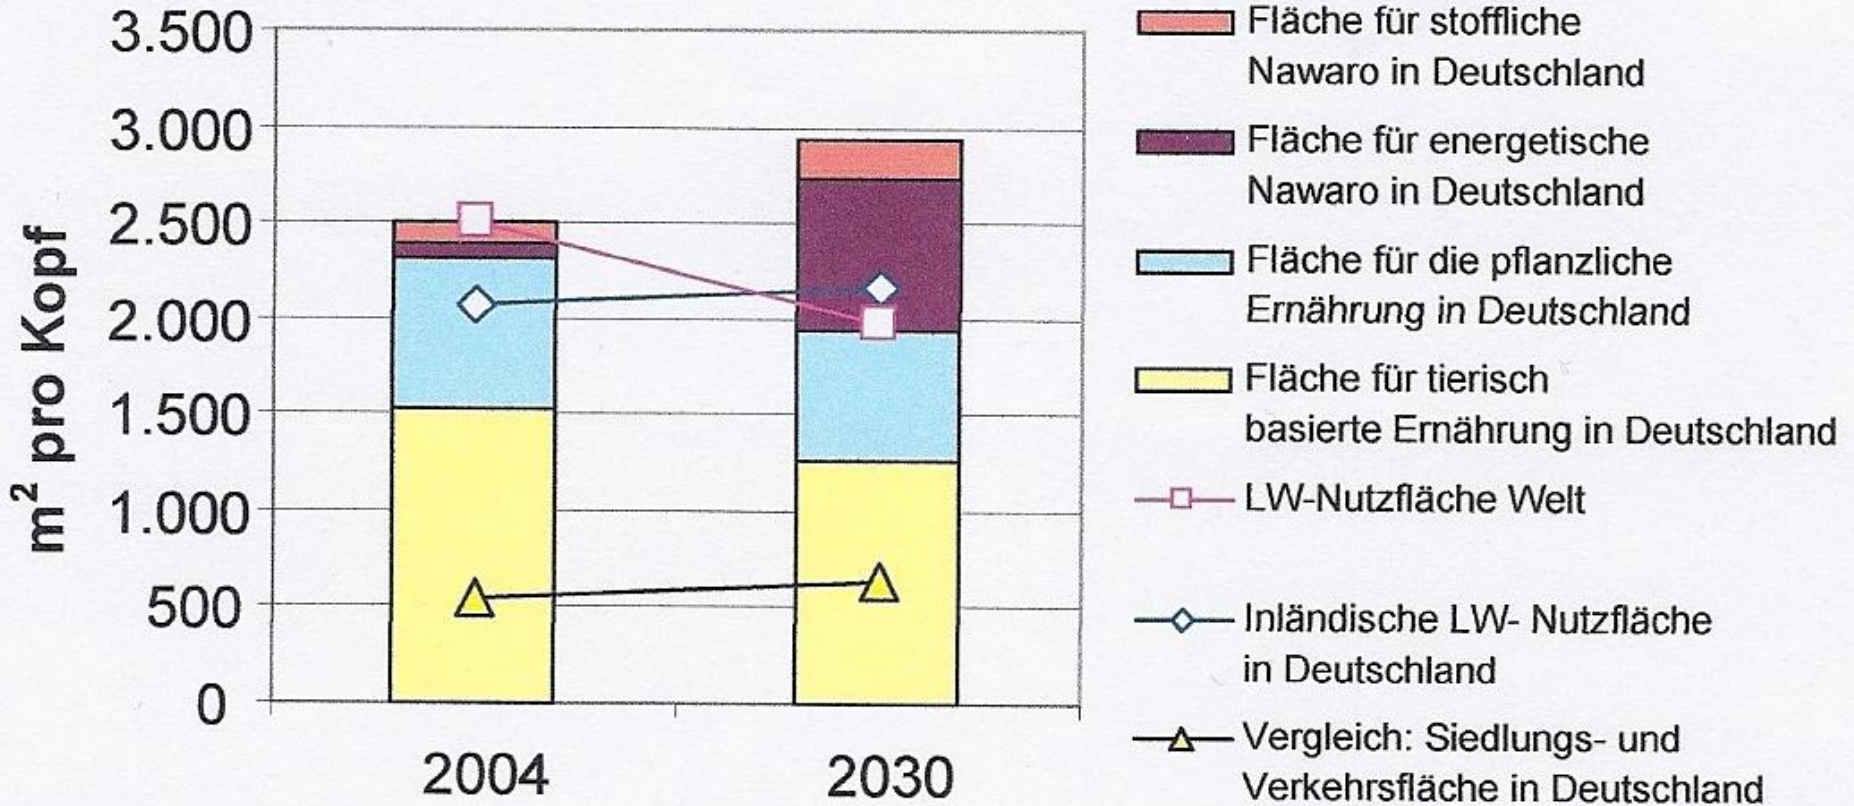 m² pro Kopf
3.500
3.000
2.500
2.000
1.500
1.000
500
0
2004
2030
Fläche für stoffliche
Nawaro in Deutschland
Fläche für energetische
Nawaro in Deutschland
Fläche für die pflanzliche
Ernährung in Deutschland
Fläche für tierisch
basierte Ernährung in Deutschland
LW-Nutzfläche Welt
Inländische LW- Nutzfläche
in Deutschland
Vergleich: Siedlungs- und
Verkehrsfläche in Deutschland